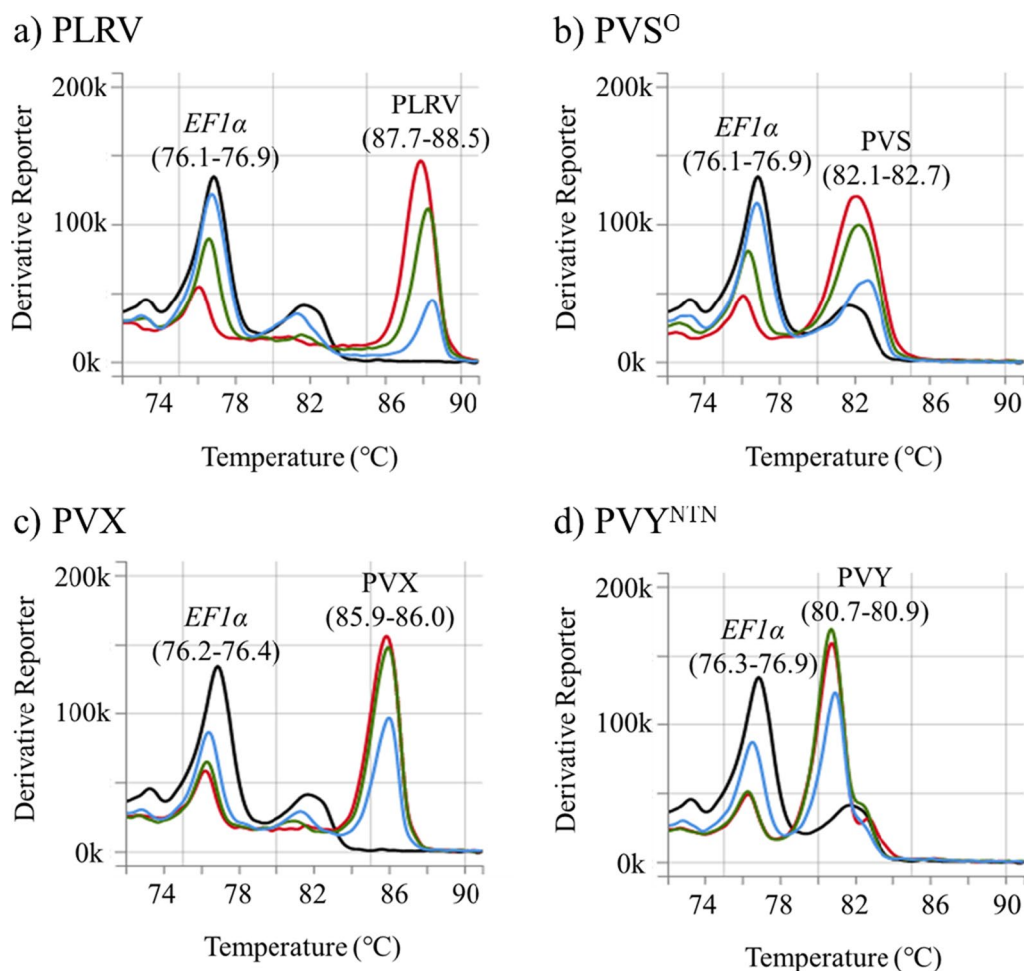 a) PLRV
200k
100k
0k
Derivative Reporter
EF1α
(76.1-76.9)
PLRV
(87.7-88.5)
74 78 82 86 90
Temperature (°C)
b) PVSᴼ
200k
100k
0k
Derivative Reporter
EF1α
(76.1-76.9)
PVS
(82.1-82.7)
74 78 82 86 90
Temperature (°C)
c) PVX
200k
100k
0k
Derivative Reporter
EF1α
(76.2-76.4)
PVX
(85.9-86.0)
74 78 82 86 90
Temperature (°C)
d) PVYᴺᵀᴺ
200k
100k
0k
Derivative Reporter
EF1α
(76.3-76.9)
PVY
(80.7-80.9)
74 78 82 86 90
Temperature (°C)